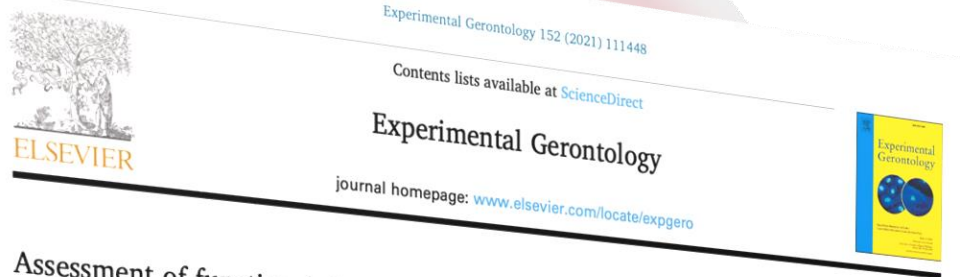 Experimental Gerontology 152 (2021) 111448
Contents lists available at ScienceDirect
Experimental Gerontology
journal homepage: www.elsevier.com/locate/expgero
ELSEVIER
Experimental
Gerontology
Assessment of